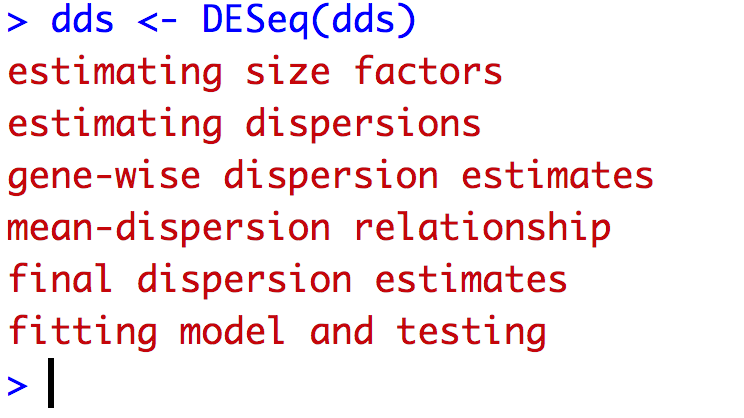 > dds <- DESeq(dds)
estimating size factors
estimating dispersions
gene-wise dispersion estimates
mean-dispersion relationship
final dispersion estimates
fitting model and testing
>